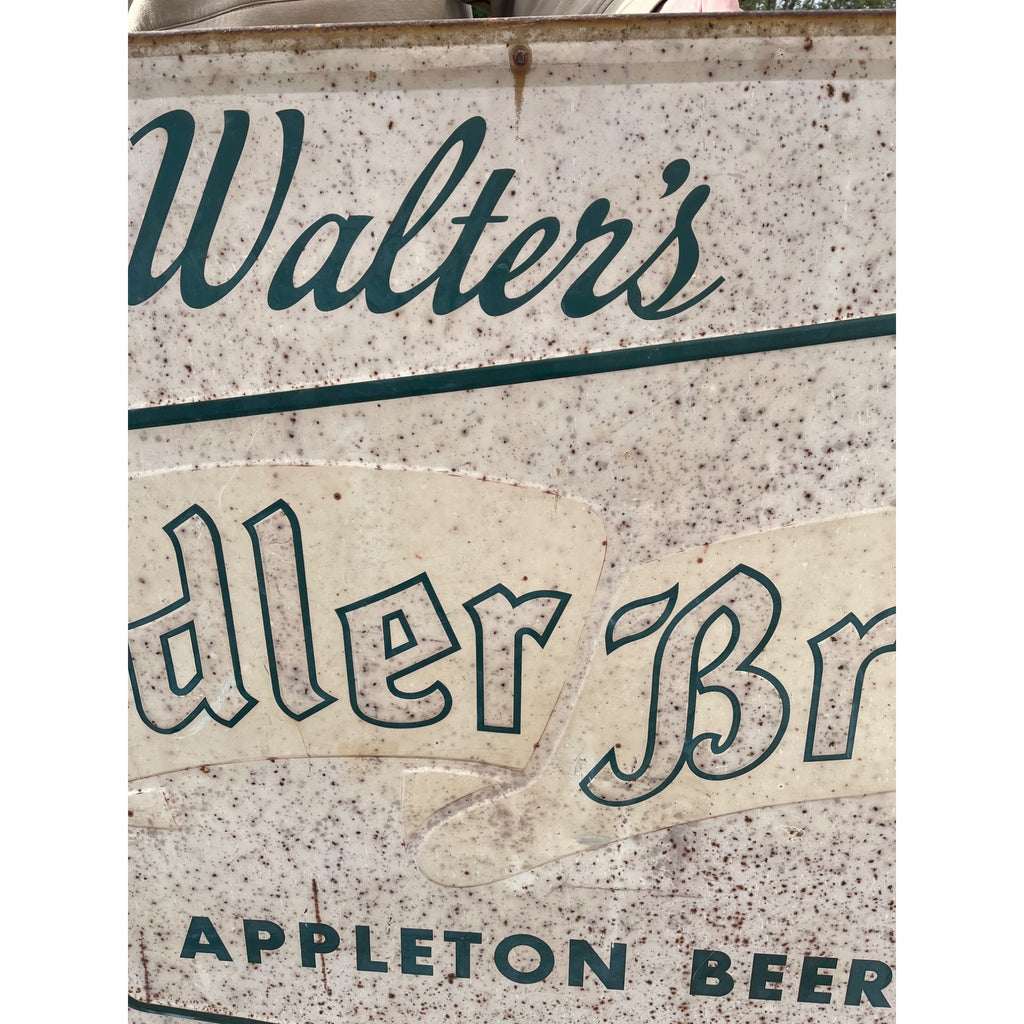 Walter's
dler Br
APPLETON BEER